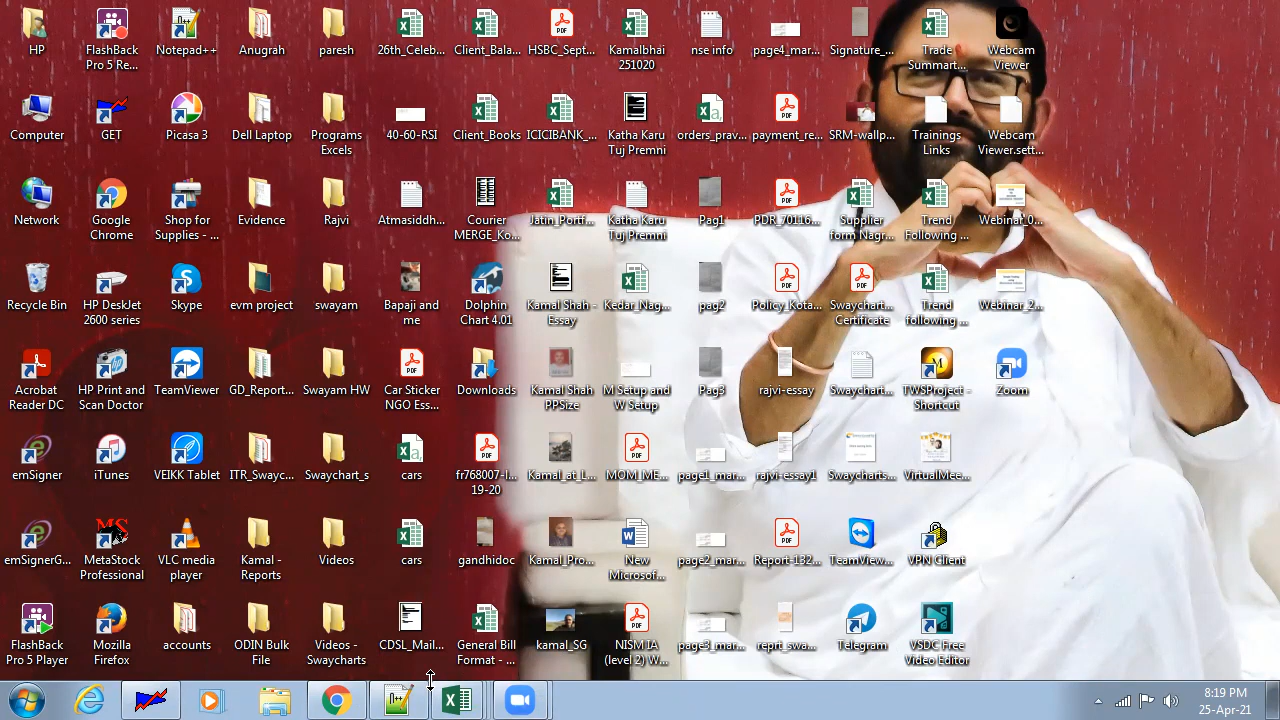 HP
FlashBack
Pro 5 Re...
Notepad++
Anugrah
paresh
26th_Celeb...
Client_Bala...
HSBC_Sept...
Kamalbhai
251020
nse info
page4_mar...
Signature_...
Trade
Summart...
Webcam
Viewer
Computer
GET
Picasa 3
Dell Laptop
Programs
Excels
40-60-RSI
Client_Books
ICICIBANK_...
Katha Karu
Tuj Premni
orders_prav...
payment_re...
SRM-wallp...
Trainings
Links
Webcam
Viewer.sett...
Network
Google
Chrome
Shop for
Supplies - ...
Evidence
Rajvi
Atmasiddh...
Courier
MERGE_Ko...
Jatin_Portf...
Katha Karu
Tuj Premni
Pag1
PDR_70116...
Supplier
form Nagr...
Trend
Following ...
Webinar_0...
Recycle Bin
HP DeskJet
2600 series
Skype
svm project
swayam
Bapaji and
me
Dolphin
Chart 4.01
Kamal Shah -
Essay
Kedar_Nag...
pag2
Policy_Kota...
Swaychart...
Certificate
Trend
following ...
Webinar_2...
Acrobat
Reader DC
HP Print and
Scan Doctor
TeamViewer
GD_Report...
Swayam HW
Car Sticker
NGO Ess...
Downloads
Kamal Shah
PPSize
M Setup and
W Setup
Pag3
rajvi-essay
Swaychart...
TWSProject -
Shortcut
Zoom
emSigner
iTunes
VEIKK Tablet
ITR_Swayc...
Swaychart_s
cars
fr768007-I...
19-20
Kamal_at_L...
MOM_ME...
page1_mar...
rajvi-essay1
Swaycharts...
VirtualMee...
emSignerG...
MetaStock
Professional
VLC media
player
Kamal -
Reports
Videos
cars
gandhidoc
Kamal_Pro...
New
Microsof...
page2_mar...
Report-132...
TeamView...
VPN Client
FlashBack
Pro 5 Player
Mozilla
Firefox
accounts
ODIN Bulk
File
Videos -
Swaycharts
CDSL_Mail...
General Bill
Format - ...
kamal_SG
NISM IA
(level 2) W...
page3_mar...
reprt_swa...
Telegram
VSDC Free
Video Editor
8:19 PM
25-Apr-21